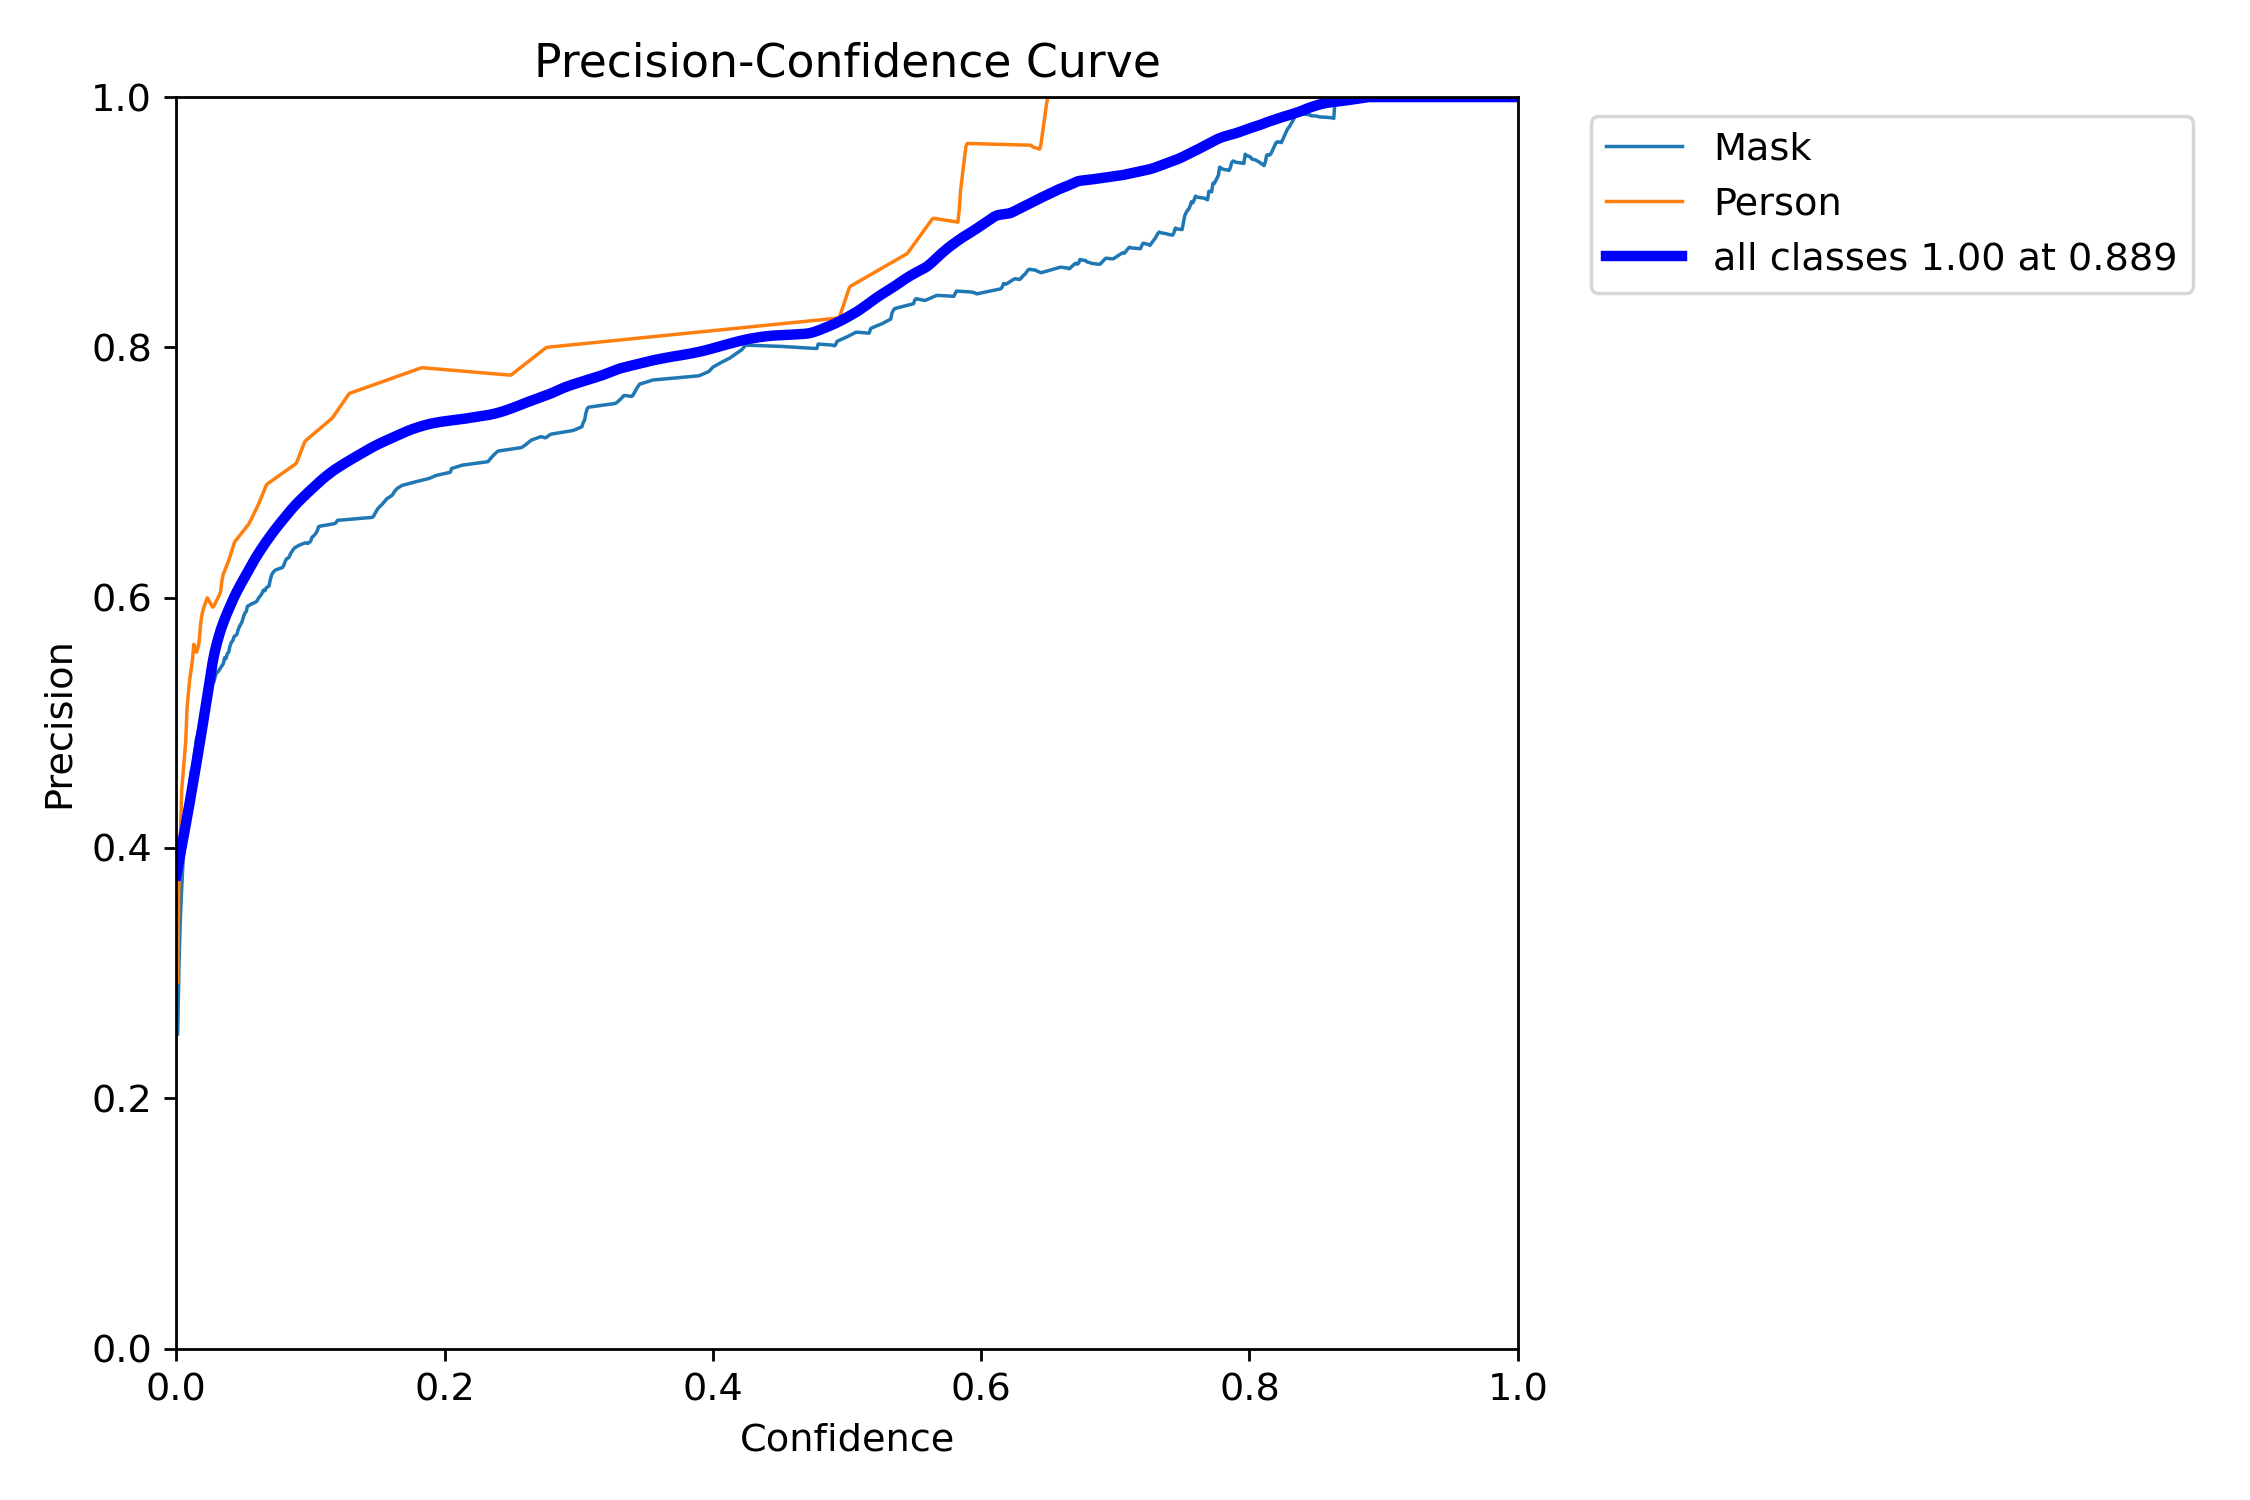 Precision-Confidence Curve
1.0
0.8
0.6
0.4
0.2
0.0
Precision
0.0 0.2 0.4 0.6 0.8 1.0
Confidence
Mask
Person
all classes 1.00 at 0.889